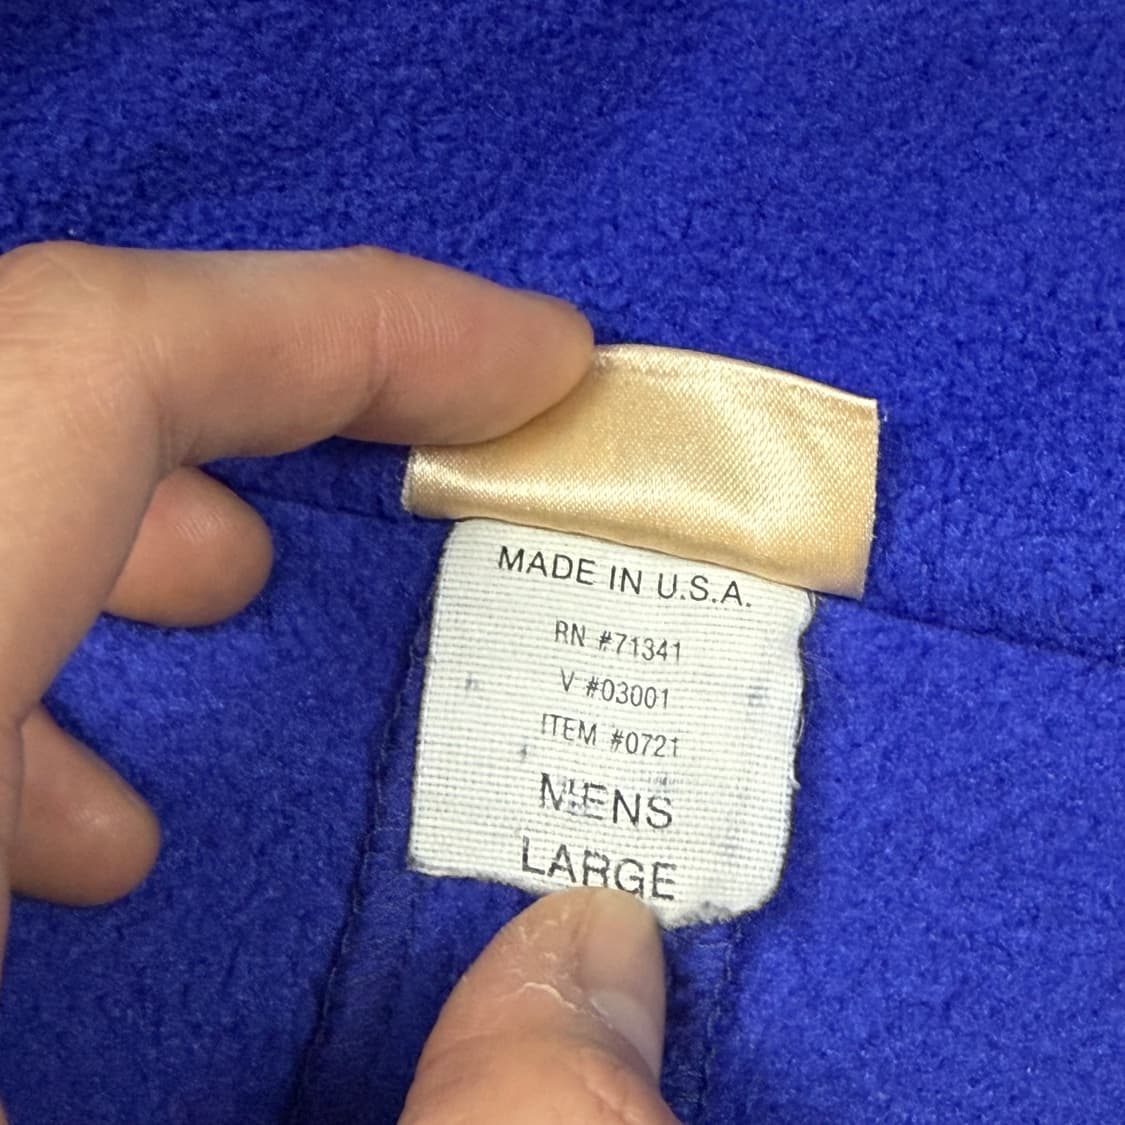 MADE IN U.S.A.
RN #71341
V #03001
ITEM #0721
MENS
LARGE